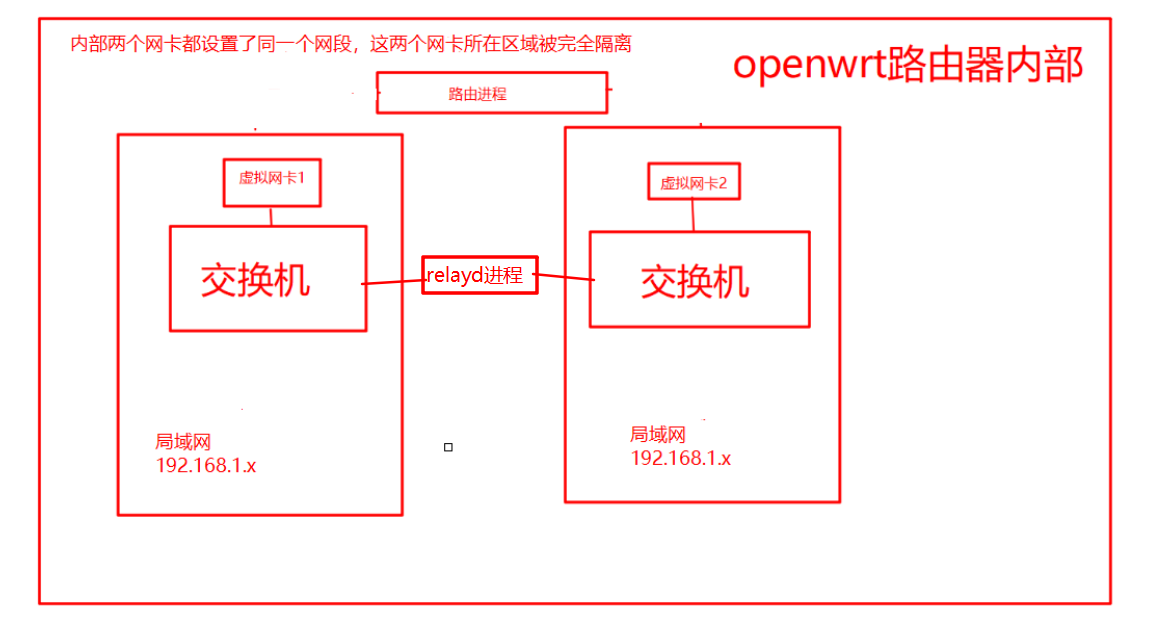 内部两个网卡都设置了同一个网段，这两个网卡所在区域被完全隔离
openwrt路由器内部
路由进程
虚拟网卡1
虚拟网卡2
交换机
relayd进程
交换机
局域网
192.168.1.x
局域网
192.168.1.x